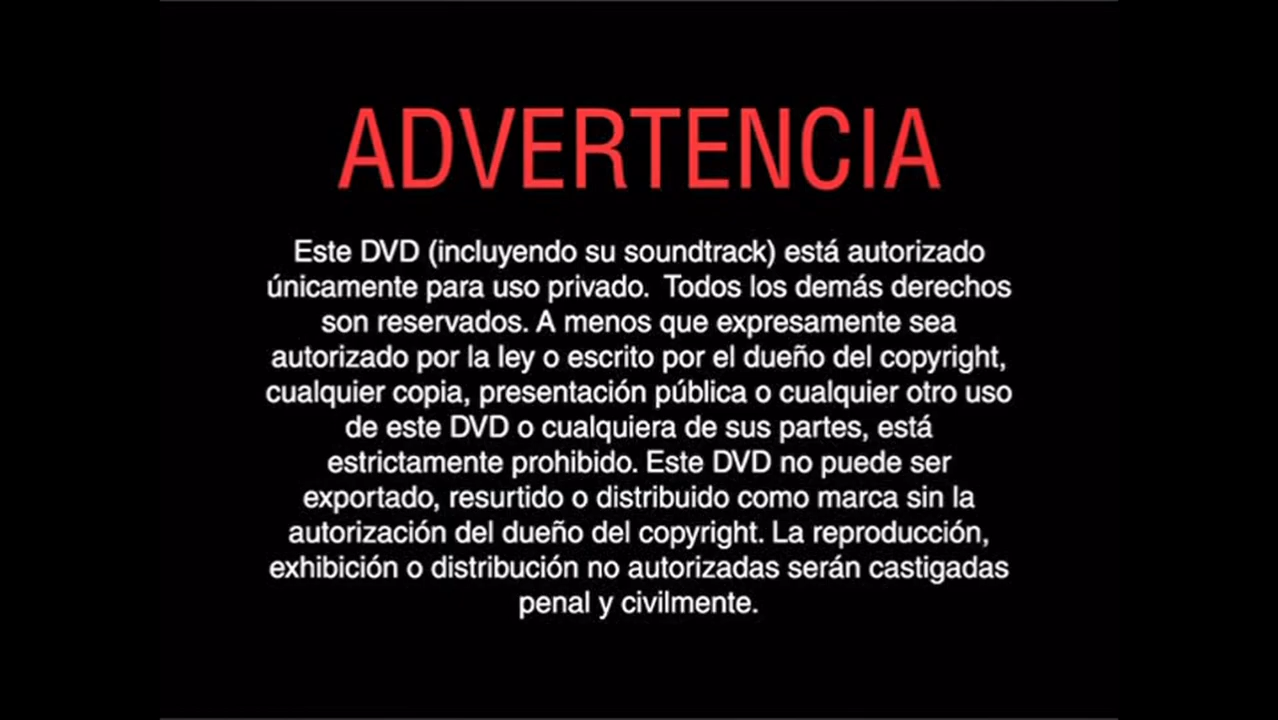 ADVERTENCIA
Este DVD (incluyendo su soundtrack) está autorizado
únicamente para uso privado.  Todos los demás derechos
son reservados. A menos que expresamente sea
autorizado por la ley o escrito por el dueño del copyright,
cualquier copia, presentación pública o cualquier otro uso
de este DVD o cualquiera de sus partes, está
estrictamente prohibido. Este DVD no puede ser
exportado, resurtido o distribuido como marca sin la
autorización del dueño del copyright. La reproducción,
exhibición o distribución no autorizadas serán castigadas
penal y civilmente.